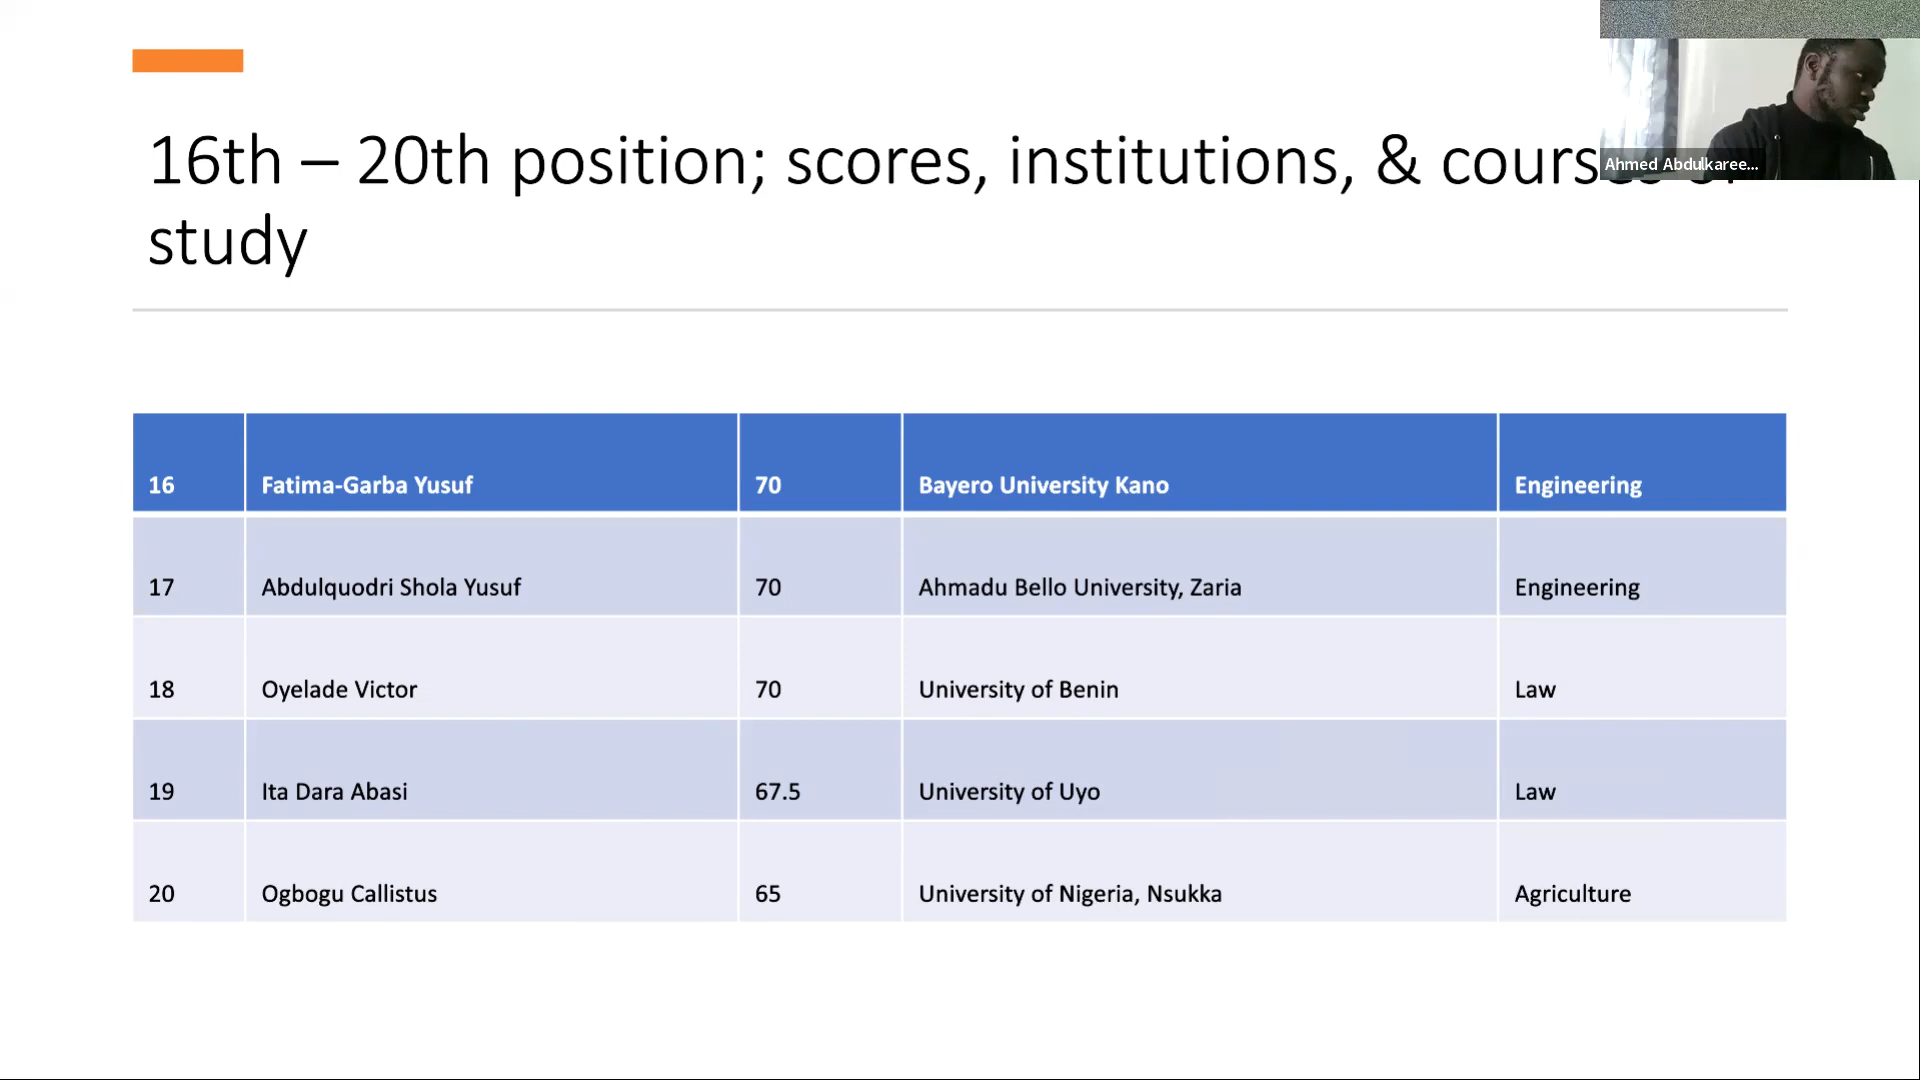 16th – 20th position; scores, institutions, &
study
Ahmed Abdulkaree...
16 Fatima-Garba Yusuf 70 Bayero University Kano Engineering
17 Abdulquodri Shola Yusuf 70 Ahmadu Bello University, Zaria Engineering
18 Oyelade Victor 70 University of Benin Law
19 Ita Dara Abasi 67.5 University of Uyo Law
20 Ogbogu Callistus 65 University of Nigeria, Nsukka Agriculture